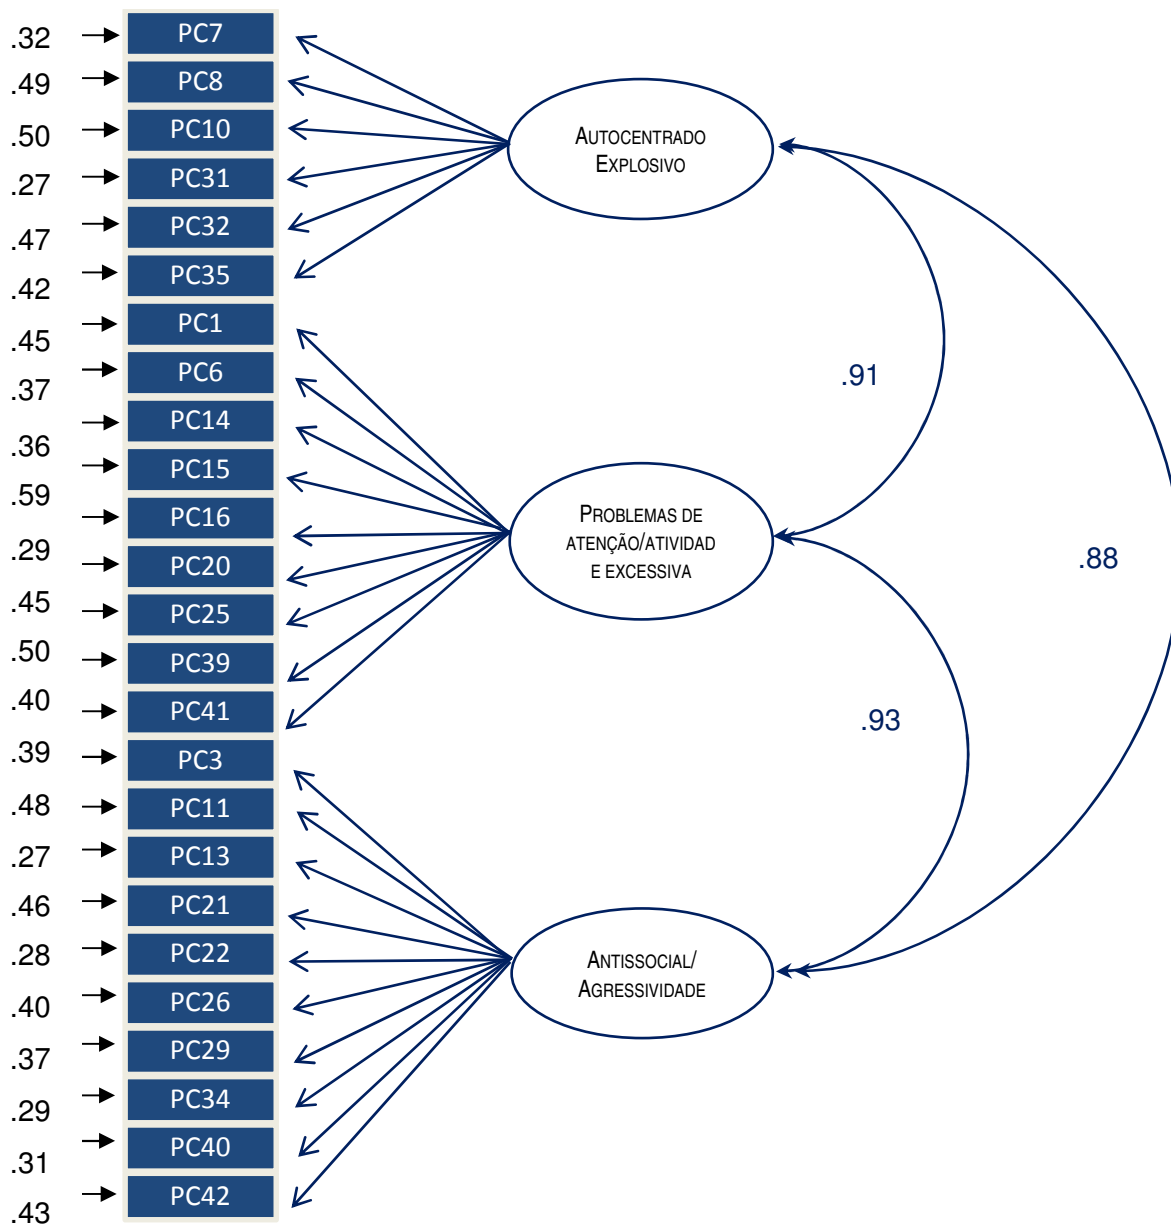 .32 PC7
.49 PC8
.50 PC10
.27 PC31
.47 PC32
.42 PC35
.45 PC1
.37 PC6
.36 PC14
.59 PC15
.29 PC16
.45 PC20
.50 PC25
.40 PC39
.39 PC41
.48 PC3
.27 PC11
.46 PC13
.28 PC21
.40 PC22
.37 PC26
.29 PC29
.31 PC34
.43 PC40
PC42
AUTOCENTRADO
EXPLOSIVO
PROBLEMAS DE
ATENÇÃO/ATIVIDAD
E EXCESSIVA
ANTISSOCIAL/
AGRESSIVIDADE
.91
.88
.93